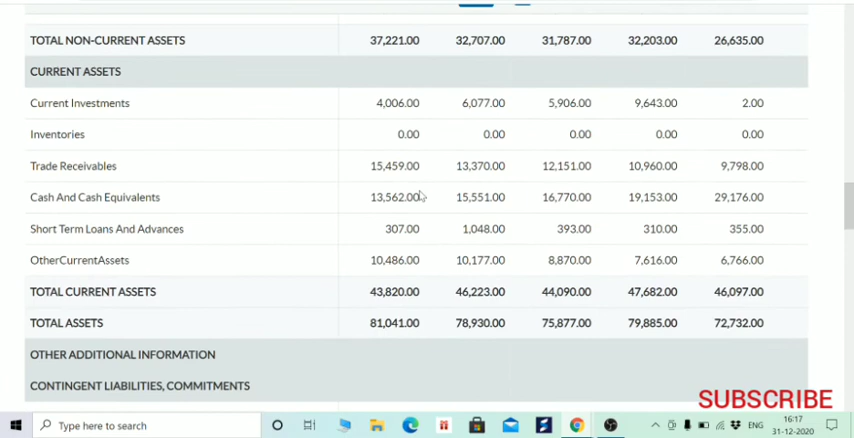 TOTAL NON-CURRENT ASSETS 37,221.00 32,707.00 31,787.00 32,203.00 26,635.00
CURRENT ASSETS
Current Investments 4,006.00 6,077.00 5,906.00 9,643.00 2.00
Inventories 0.00 0.00 0.00 0.00 0.00
Trade Receivables 15,459.00 13,370.00 12,151.00 10,960.00 9,798.00
Cash And Cash Equivalents 13,562.00 15,551.00 16,770.00 19,153.00 29,176.00
Short Term Loans And Advances 307.00 1,048.00 393.00 310.00 355.00
OtherCurrentAssets 10,486.00 10,177.00 8,870.00 7,616.00 6,766.00
TOTAL CURRENT ASSETS 43,820.00 46,223.00 44,090.00 47,682.00 46,097.00
TOTAL ASSETS 81,041.00 78,930.00 75,877.00 79,885.00 72,732.00
OTHER ADDITIONAL INFORMATION
CONTINGENT LIABILITIES, COMMITMENTS
SUBSCRIBE
Type here to search ENG 16:17
31-12-2020